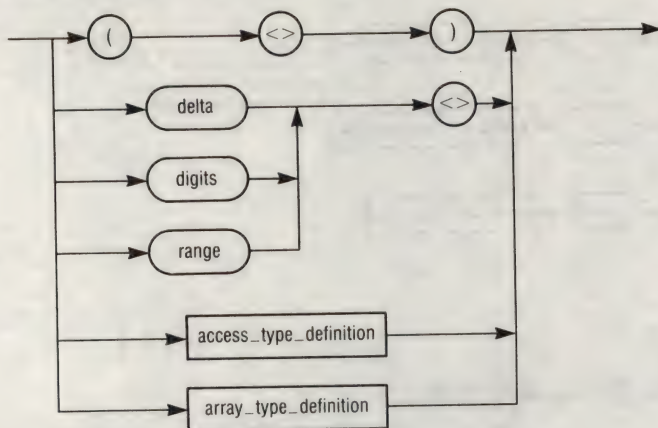 ( <> )
delta <>
digits
range
access_type_definition
array_type_definition